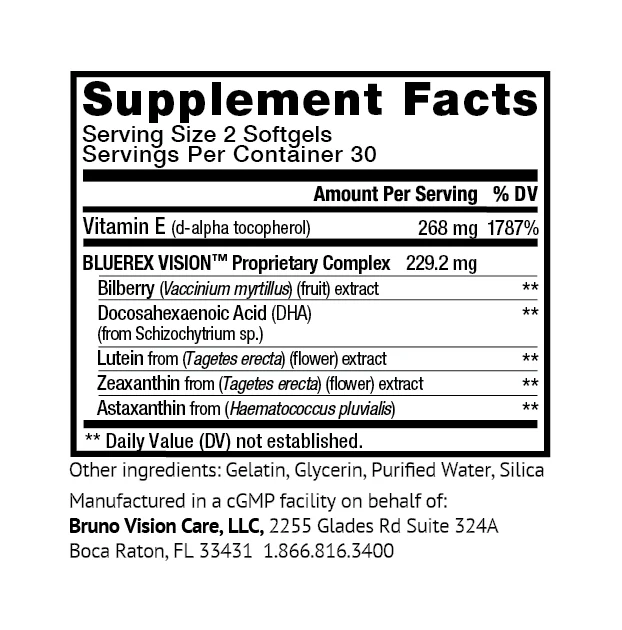 Supplement Facts
Serving Size 2 Softgels
Servings Per Container 30
Amount Per Serving % DV
Vitamin E (d-alpha tocopherol) 268 mg 1787%
BLUEREX VISION™ Proprietary Complex 229.2 mg
Bilberry (Vaccinium myrtillus) (fruit) extract **
Docosahexaenoic Acid (DHA) **
(from Schizochytrium sp.)
Lutein from (Tagetes erecta) (flower) extract **
Zeaxanthin from (Tagetes erecta) (flower) extract **
Astaxanthin from (Haematococcus pluvialis) **
** Daily Value (DV) not established.
Other ingredients: Gelatin, Glycerin, Purified Water, Silica
Manufactured in a cGMP facility on behalf of:
Bruno Vision Care, LLC, 2255 Glades Rd Suite 324A
Boca Raton, FL 33431 1.866.816.3400